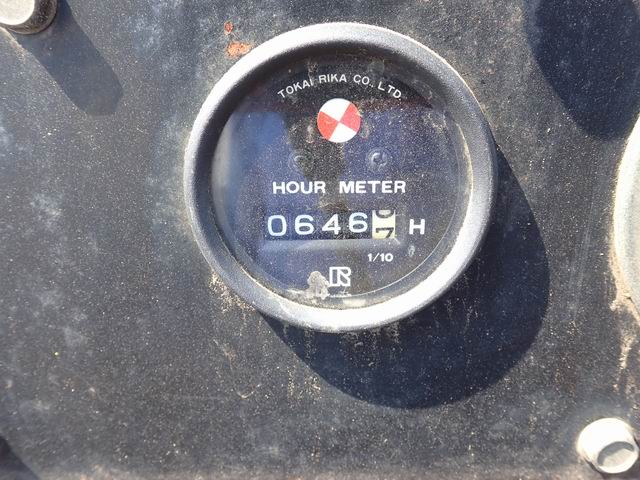 TOKAI RIKA CO. LTD.
HOUR METER
0646 H
1/10
R